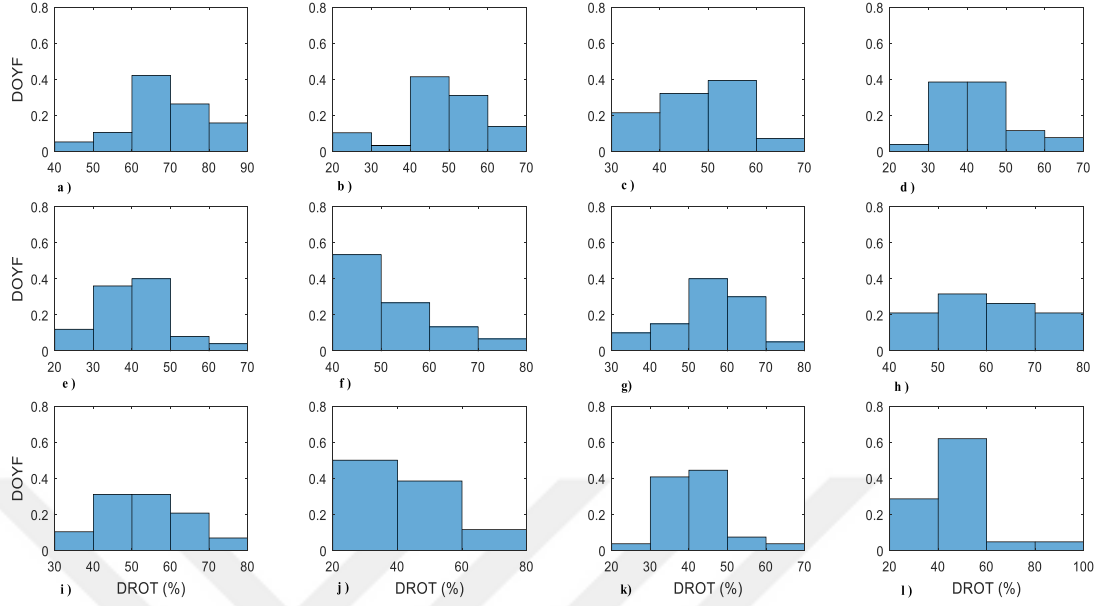 0.8 0.8 0.8 0.8
DOYF 0.6 0.6 0.6 0.6
0.4 0.4 0.4 0.4
0.2 0.2 0.2 0.2
0 0 0 0
40 50 60 70 80 90 20 30 40 50 60 70 30 40 50 60 70 20 30 40 50 60 70
a ) b ) c ) d )
0.8 0.8 0.8 0.8
DOYF 0.6 0.6 0.6 0.6
0.4 0.4 0.4 0.4
0.2 0.2 0.2 0.2
0 0 0 0
20 30 40 50 60 70 40 50 60 70 80 30 40 50 60 70 80 40 50 60 70 80
e ) f ) g) h )
0.8 0.8 0.8 0.8
DOYF 0.6 0.6 0.6 0.6
0.4 0.4 0.4 0.4
0.2 0.2 0.2 0.2
0 0 0 0
30 40 50 60 70 80 20 40 60 80 20 30 40 50 60 70 20 40 60 80 100
i ) DROT (%) j ) DROT (%) k) DROT (%) l ) DROT (%)